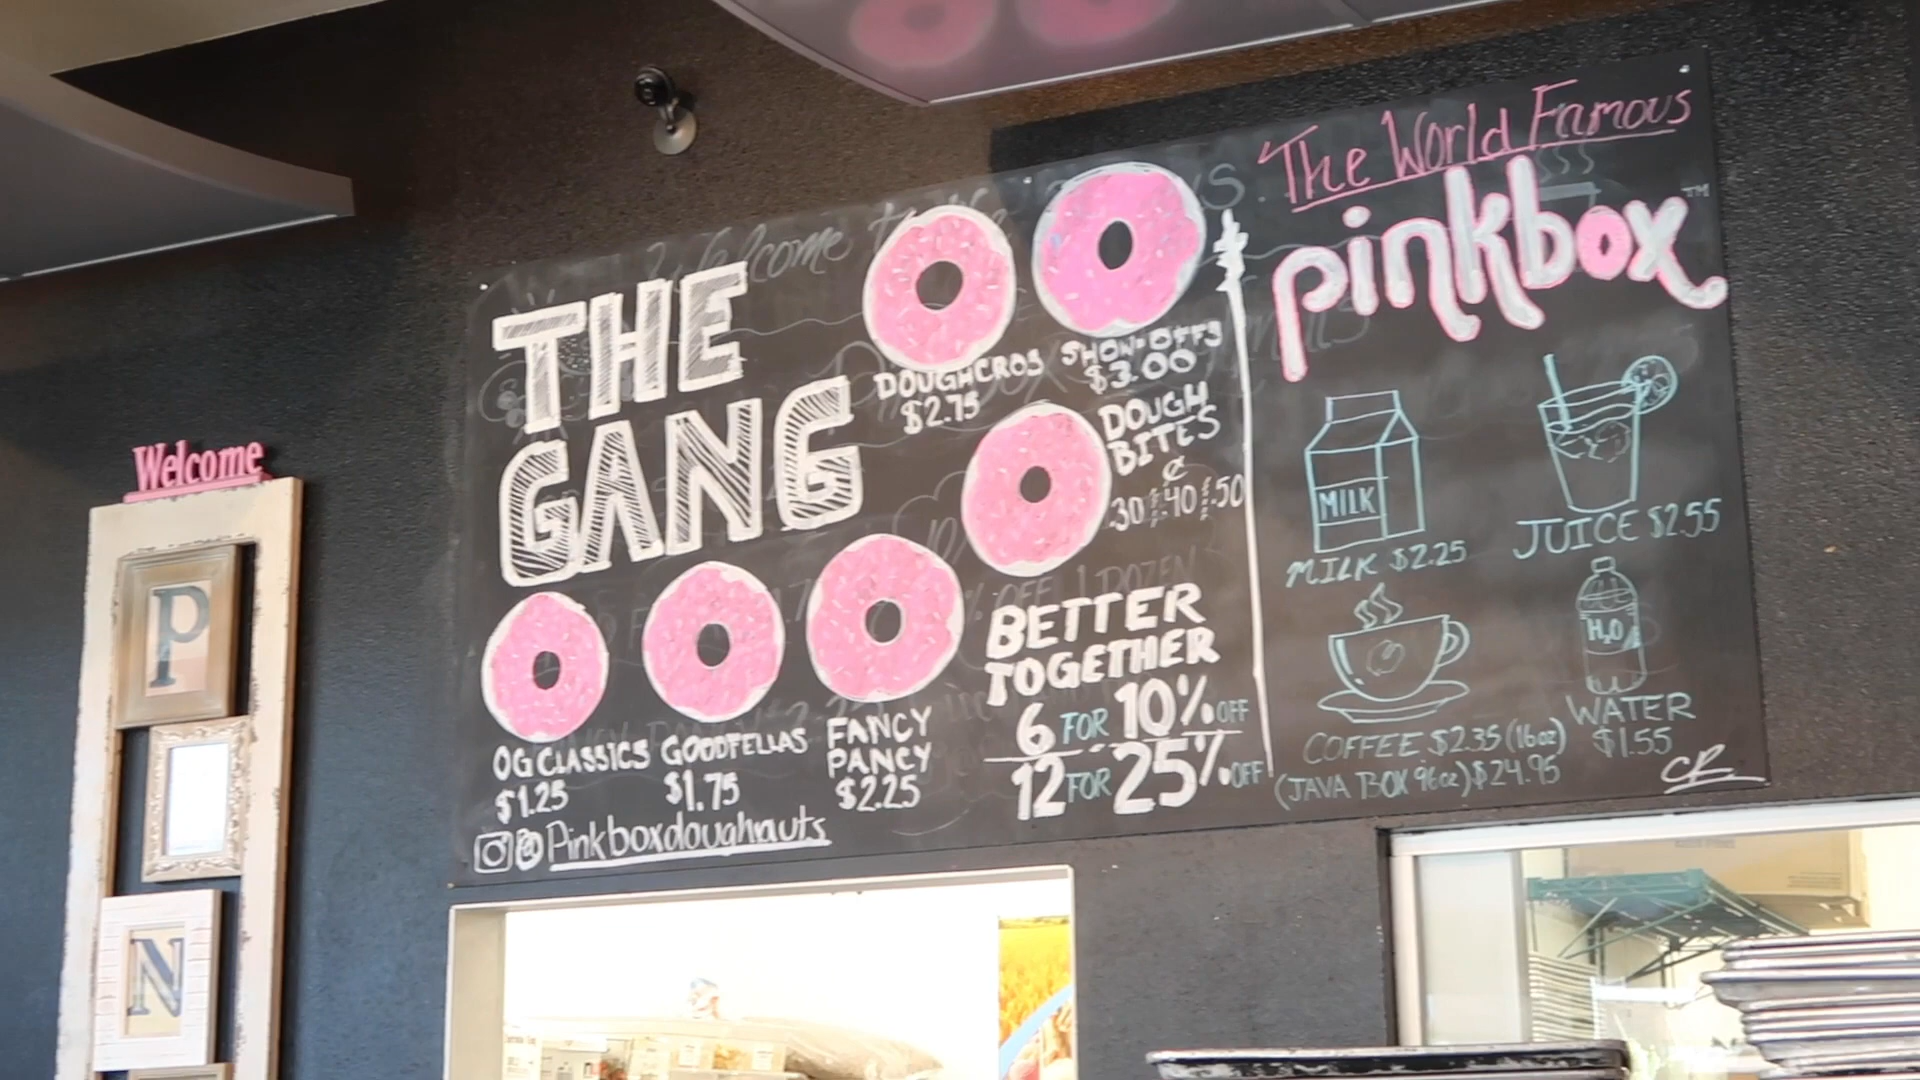 THE
GANG
DOUGHCROS
$2.75
SHOW-OFFS
$3.00
DOUGH
BITES
¢
30 40 50
OG CLASSICS
$1.25
GOODFELLAS
$1.75
FANCY
PANCY
$2.25
BETTER
TOGETHER
6 FOR 10% OFF
12 FOR 25% OFF
Pinkboxdoughnuts
The World Famous
pinkbox™
MILK
MILK $2.25
JUICE $2.55
COFFEE $2.35 (16oz)
(JAVA BOX 96oz) $24.95
H2O
WATER
$1.55
CR
Welcome
P
N